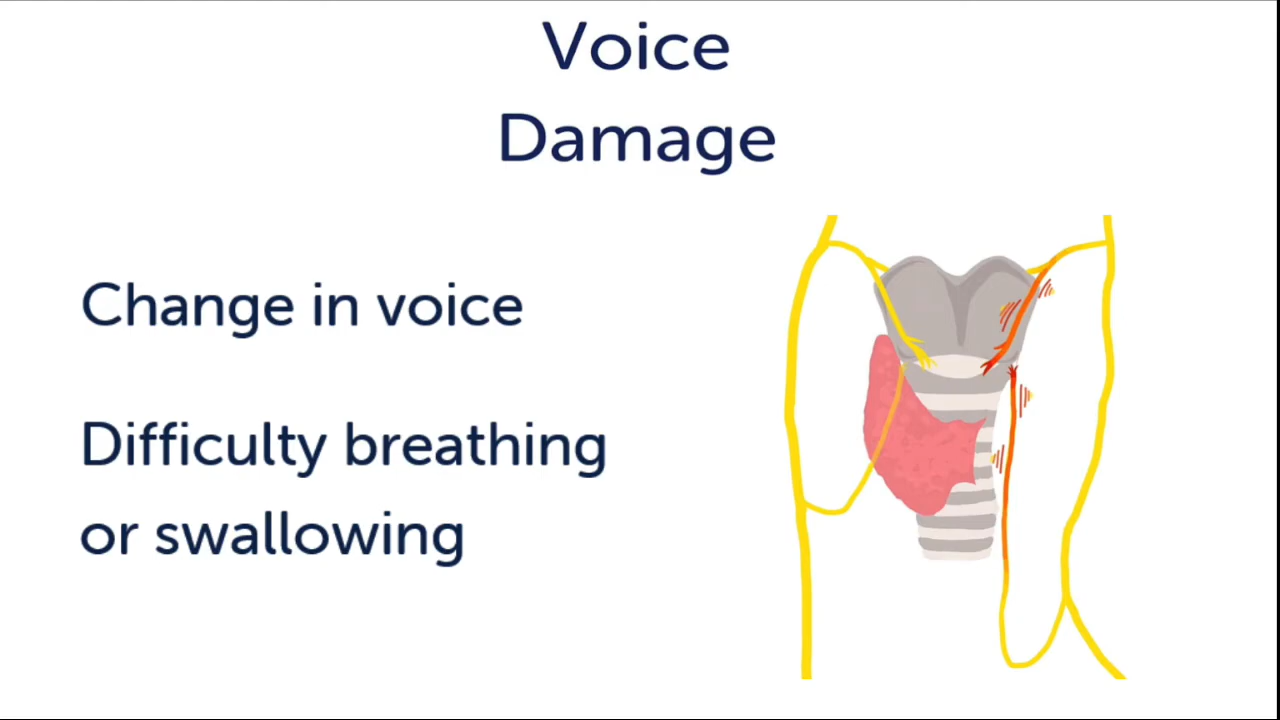 Voice
Damage
Change in voice
Difficulty breathing
or swallowing